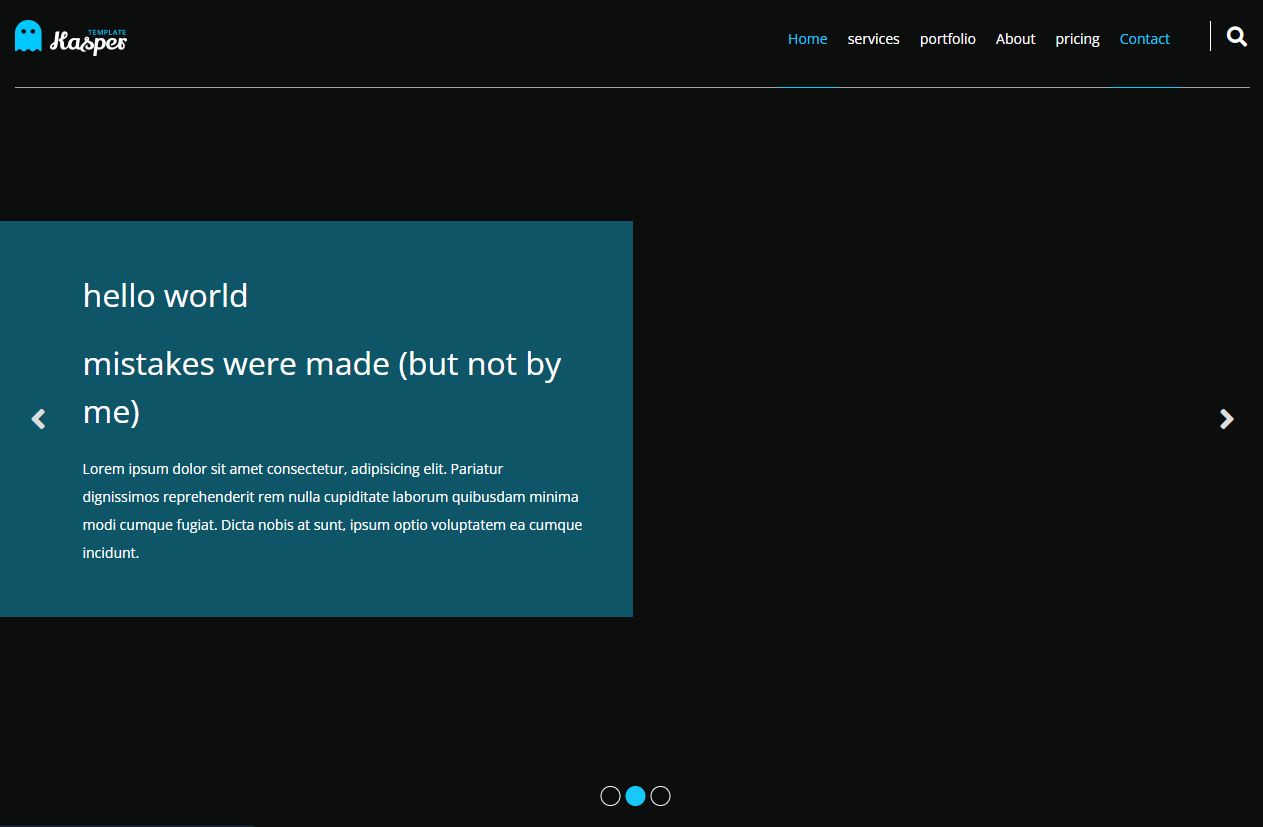 TEMPLATE
Kasper
Home services portfolio About pricing Contact
hello world
mistakes were made (but not by
me)
Lorem ipsum dolor sit amet consectetur, adipisicing elit. Pariatur
dignissimos reprehenderit rem nulla cupiditate laborum quibusdam minima
modi cumque fugiat. Dicta nobis at sunt, ipsum optio voluptatem ea cumque
incidunt.